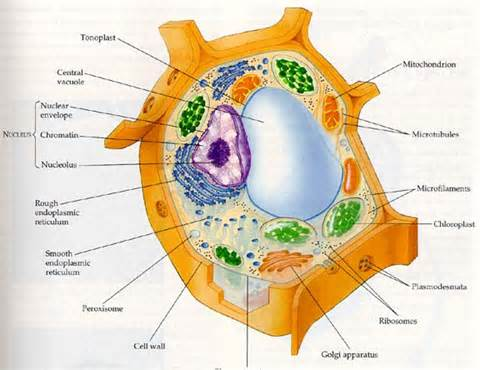 Tonoplast
Central
vacuole
Nuclear
envelope
NUCLEUS
Chromatin
Nucleolus
Rough
endoplasmic
reticulum
Smooth
endoplasmic
reticulum
Peroxisome
Cell wall
Mitochondrion
Microtubules
Microfilaments
Chloroplast
Plasmodesmata
Ribosomes
Golgi apparatus